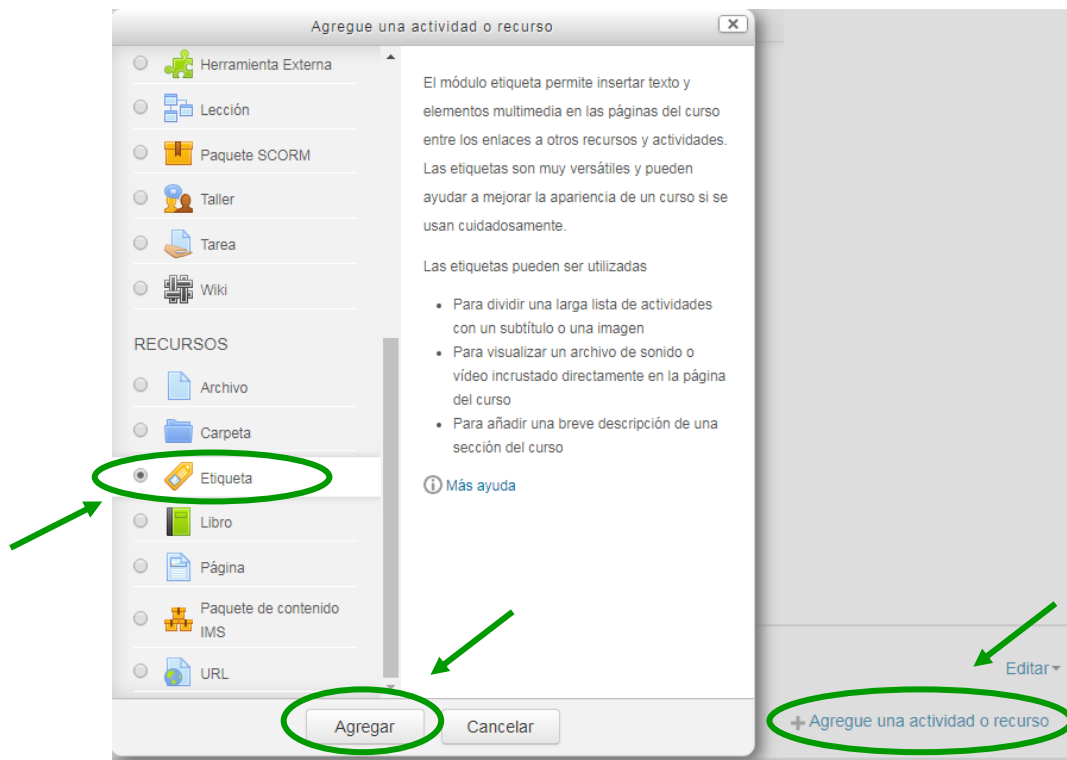 Agregue una actividad o recurso
Herramienta Externa
Lección
Paquete SCORM
Taller
Tarea
Wiki
RECURSOS
Archivo
Carpeta
Etiqueta
Libro
Página
Paquete de contenido
IMS
URL
El módulo etiqueta permite insertar texto y
elementos multimedia en las páginas del curso
entre los enlaces a otros recursos y actividades.
Las etiquetas son muy versátiles y pueden
ayudar a mejorar la apariencia de un curso si se
usan cuidadosamente.
Las etiquetas pueden ser utilizadas
• Para dividir una larga lista de actividades
con un subtítulo o una imagen
• Para visualizar un archivo de sonido o
vídeo incrustado directamente en la página
del curso
• Para añadir una breve descripción de una
sección del curso
Más ayuda
Agregar
Cancelar
Editar
Agregue una actividad o recurso